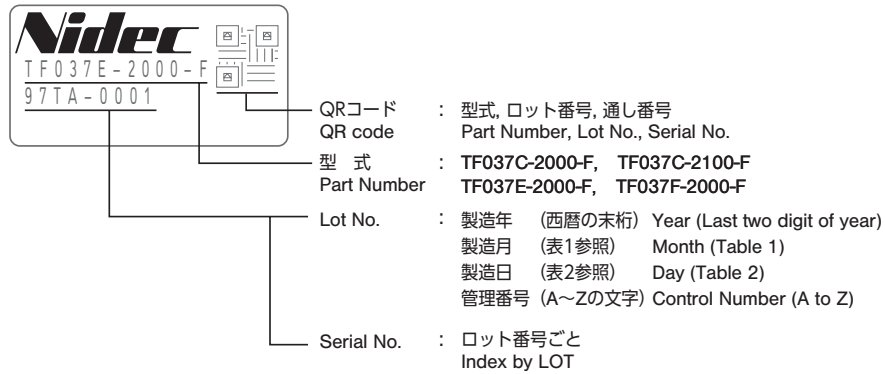 Nidec
TF037E-2000-F
97TA-0001
QRコード : 型式, ロット番号, 通し番号
QR code Part Number, Lot No., Serial No.
型 式 : TF037C-2000-F, TF037C-2100-F
Part Number TF037E-2000-F, TF037F-2000-F
Lot No. : 製造年 (西暦の末桁) Year (Last two digit of year)
製造月 (表1参照) Month (Table 1)
製造日 (表2参照) Day (Table 2)
管理番号 (A～Zの文字) Control Number (A to Z)
Serial No. : ロット番号ごと
Index by LOT